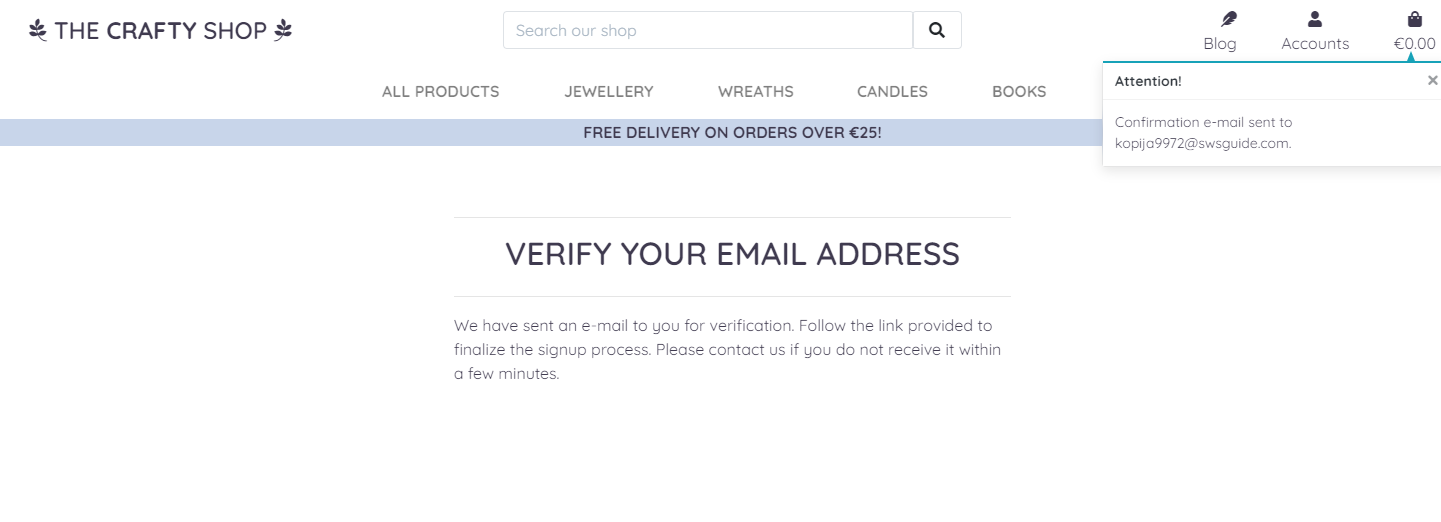 THE CRAFTY SHOP
Search our shop
Blog
Accounts
€0.00
ALL PRODUCTS
JEWELLERY
WREATHS
CANDLES
BOOKS
FREE DELIVERY ON ORDERS OVER €25!
Attention!
×
Confirmation e-mail sent to
kopija9972@swsguide.com.
VERIFY YOUR EMAIL ADDRESS
We have sent an e-mail to you for verification. Follow the link provided to
finalize the signup process. Please contact us if you do not receive it within
a few minutes.